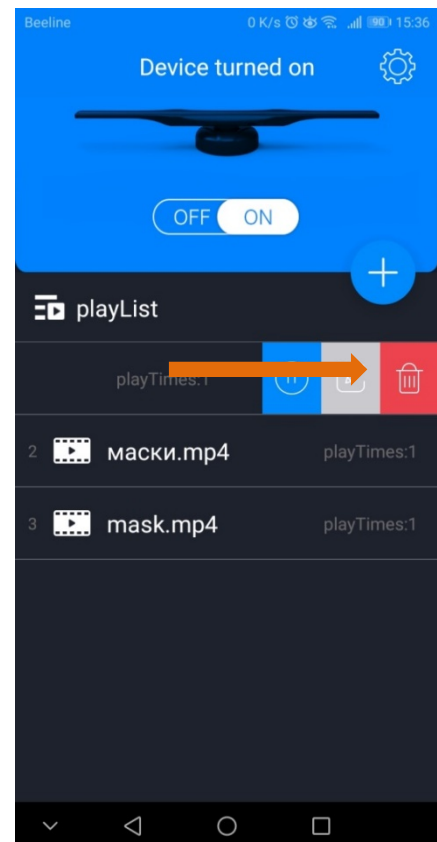 Beeline 0 K/s 90 15:36
Device turned on
OFF ON
playList
playTimes:1
2 маски.mp4 playTimes:1
3 mask.mp4 playTimes:1